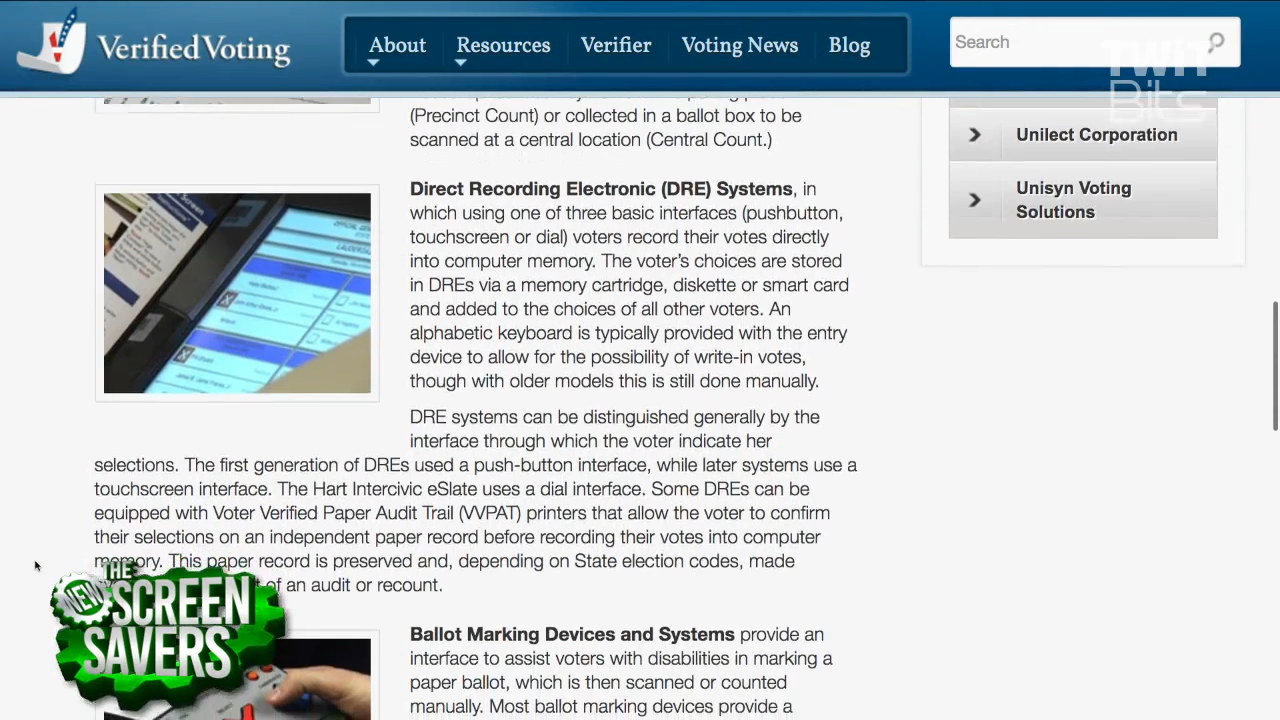 VerifiedVoting
About
Resources
Verifier
Voting News
Blog
Search
TWiT
Bits
(Precinct Count) or collected in a ballot box to be
scanned at a central location (Central Count.)
Unilect Corporation
Unisyn Voting
Solutions
Direct Recording Electronic (DRE) Systems, in
which using one of three basic interfaces (pushbutton,
touchscreen or dial) voters record their votes directly
into computer memory. The voter's choices are stored
in DREs via a memory cartridge, diskette or smart card
and added to the choices of all other voters. An
alphabetic keyboard is typically provided with the entry
device to allow for the possibility of write-in votes,
though with older models this is still done manually.
DRE systems can be distinguished generally by the
interface through which the voter indicate her
selections. The first generation of DREs used a push-button interface, while later systems use a
touchscreen interface. The Hart Intercivic eSlate uses a dial interface. Some DREs can be
equipped with Voter Verified Paper Audit Trail (VVPAT) printers that allow the voter to confirm
their selections on an independent paper record before recording their votes into computer
memory. This paper record is preserved and, depending on State election codes, made
of an audit or recount.
THE
NEW
SCREEN
SAVERS
Ballot Marking Devices and Systems provide an
interface to assist voters with disabilities in marking a
paper ballot, which is then scanned or counted
manually. Most ballot marking devices provide a